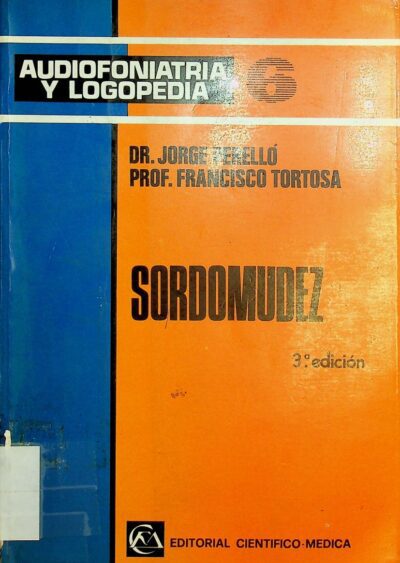 AUDIOFONIATRIA 6
Y LOGOPEDIA
DR. JORGE PERELLÓ
PROF. FRANCISCO TORTOSA
SORDOMUDEZ
3.ª edición
EDITORIAL CIENTIFICO-MEDICA